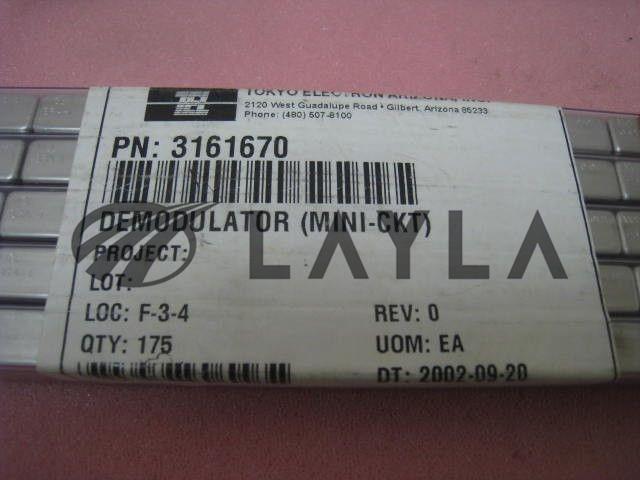 TEL
TOKYO ELECTRON ARIZONA, INC.
2120 West Guadalupe Road • Gilbert, Arizona 85233
Phone: (480) 507-8100
PN: 3161670
DEMODULATOR (MINI-CKT)
PROJECT:
LAYLA
LOT:
LOC: F-3-4
REV: 0
QTY: 175
UOM: EA
DT: 2002-09-20